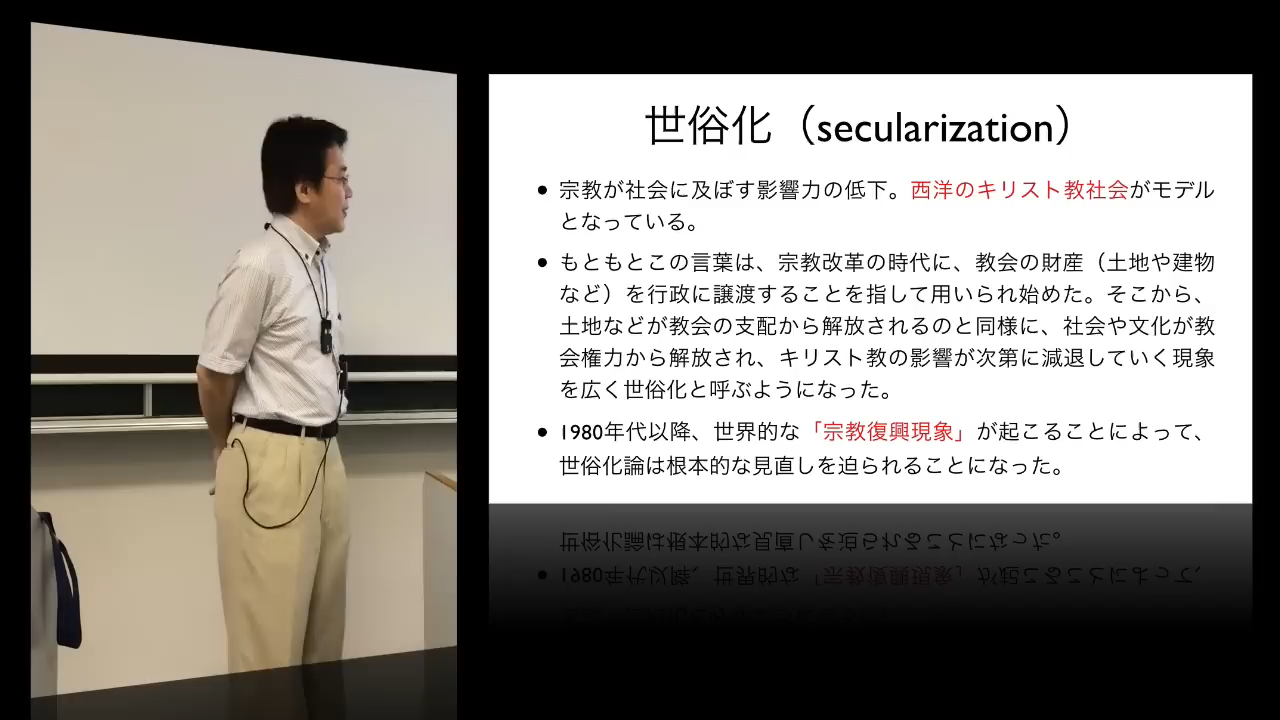 世俗化（secularization）
• 宗教が社会に及ぼす影響力の低下。西洋のキリスト教社会がモデル
となっている。
• もともとこの言葉は、宗教改革の時代に、教会の財産（土地や建物
など）を行政に譲渡することを指して用いられ始めた。そこから、
土地などが教会の支配から解放されるのと同様に、社会や文化が教
会権力から解放され、キリスト教の影響が次第に減退していく現象
を広く世俗化と呼ぶようになった。
• 1980年代以降、世界的な「宗教復興現象」が起こることによって、
世俗化論は根本的な見直しを迫られることになった。